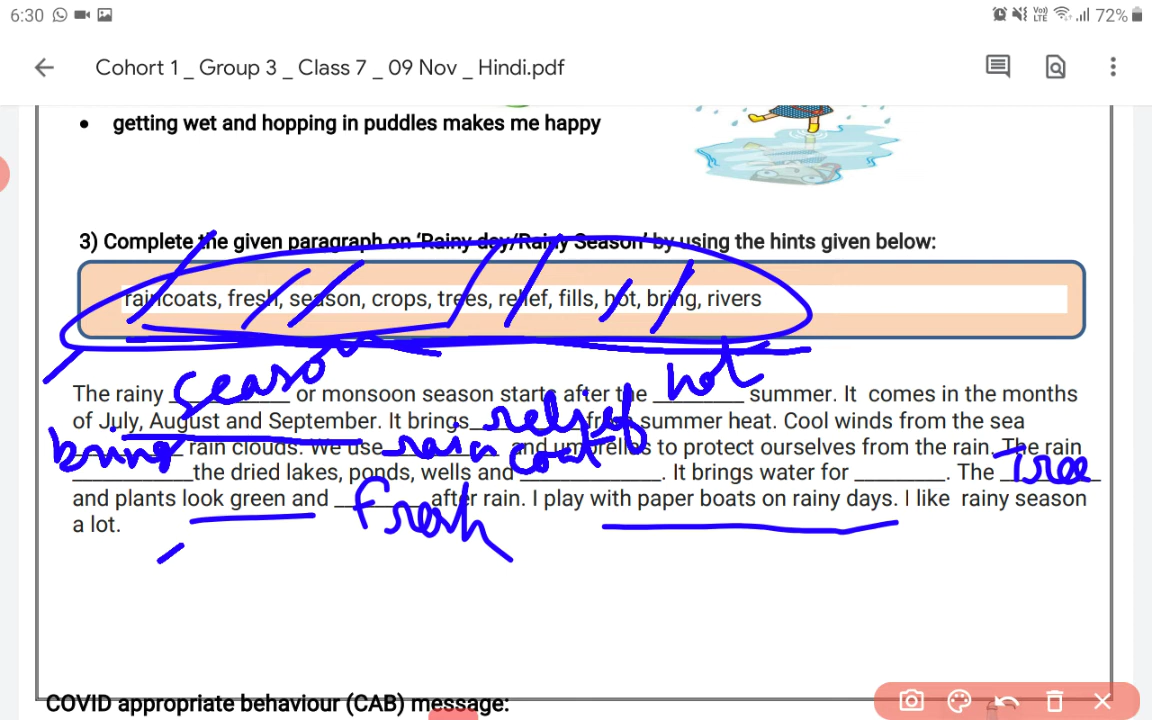 6:30 Vo)) LTE 72%
Cohort 1 _ Group 3 _ Class 7 _ 09 Nov _ Hindi.pdf
• getting wet and hopping in puddles makes me happy
3) Complete the given paragraph on ‘Rainy day/Rainy Season’ by using the hints given below:
raincoats, fresh, season, crops, trees, relief, fills, hot, bring, rivers
The rainy season or monsoon season starts after the hot summer. It comes in the months
of July, August and September. It brings relief from summer heat. Cool winds from the sea
bring rain clouds. We use rain coat and umbrellas to protect ourselves from the rain. The rain
___________the dried lakes, ponds, wells and _____________. It brings water for ________. The Tree
and plants look green and fresh after rain. I play with paper boats on rainy days. I like rainy season
a lot.
COVID appropriate behaviour (CAB) message: